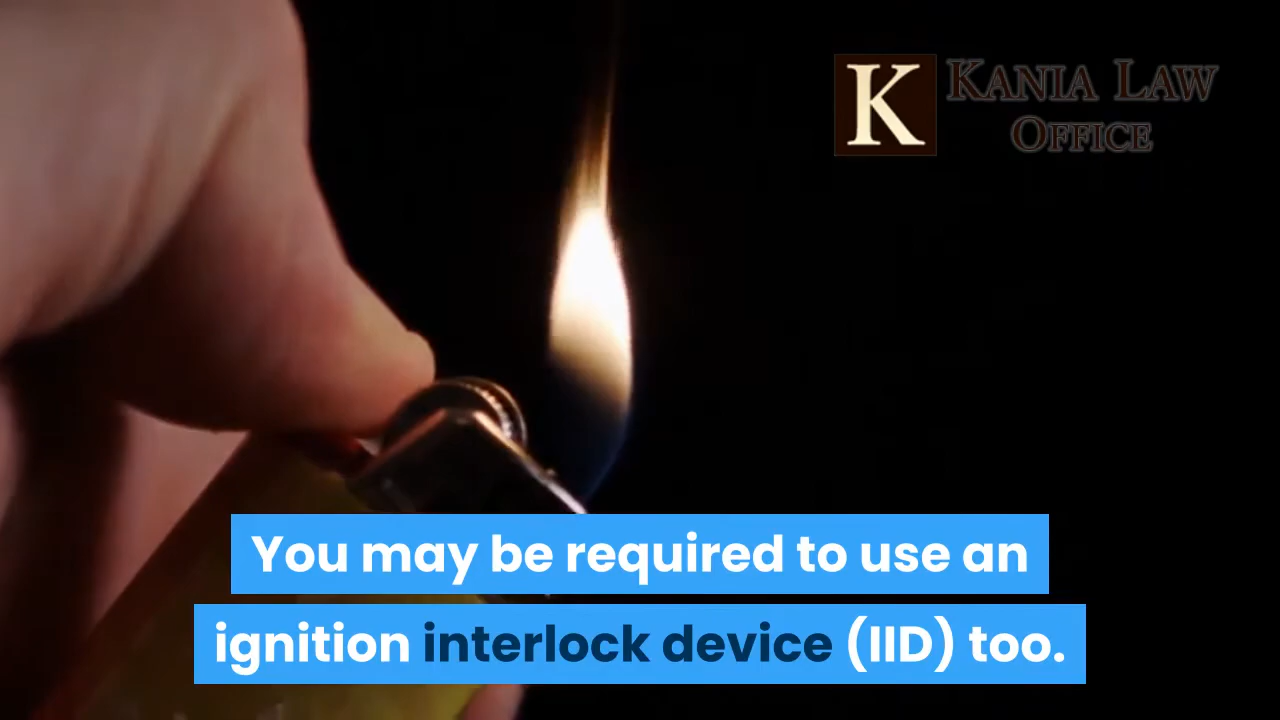 K
KANIA LAW
OFFICE
You may be required to use an
ignition interlock device (IID) too.